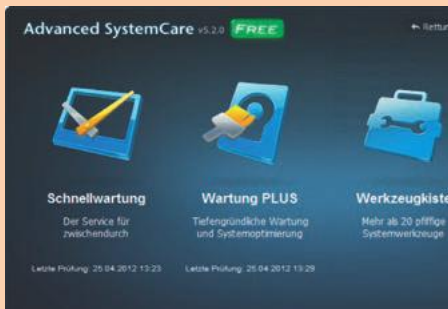 Advanced SystemCare v5.2.0 FREE
Schnellwartung
Der Service für
zwischendurch
Letzte Prüfung: 25.04.2012 13:23
Wartung PLUS
Tiefengründliche Wartung
und Systemoptimierung
Letzte Prüfung: 25.04.2012 13:29
Werkzeugkiste
Mehr als 20 pfiffige
Systemwerkzeuge